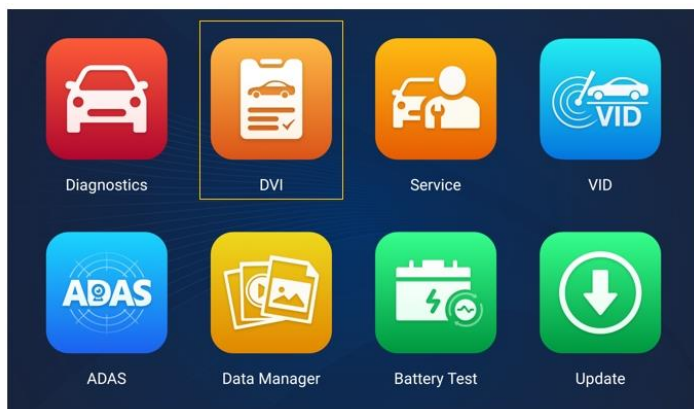 VID
Diagnostics
DVI
Service
VID
ADAS
ADAS
Data Manager
Battery Test
Update